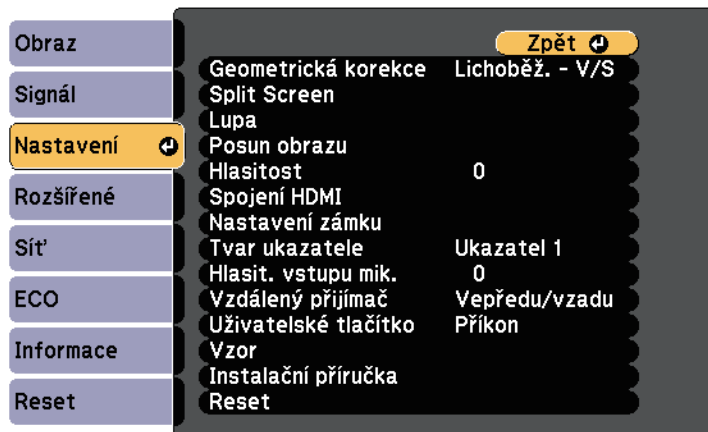 Obraz
Signál
Nastavení
Rozšířené
Síť
ECO
Informace
Reset
Zpět
Geometrická korekce Lichoběž. - V/S
Split Screen
Lupa
Posun obrazu
Hlasitost 0
Spojení HDMI
Nastavení zámku
Tvar ukazatele Ukazatel 1
Hlasit. vstupu mik. 0
Vzdálený přijímač Vepředu/vzadu
Uživatelské tlačítko Příkon
Vzor
Instalační příručka
Reset